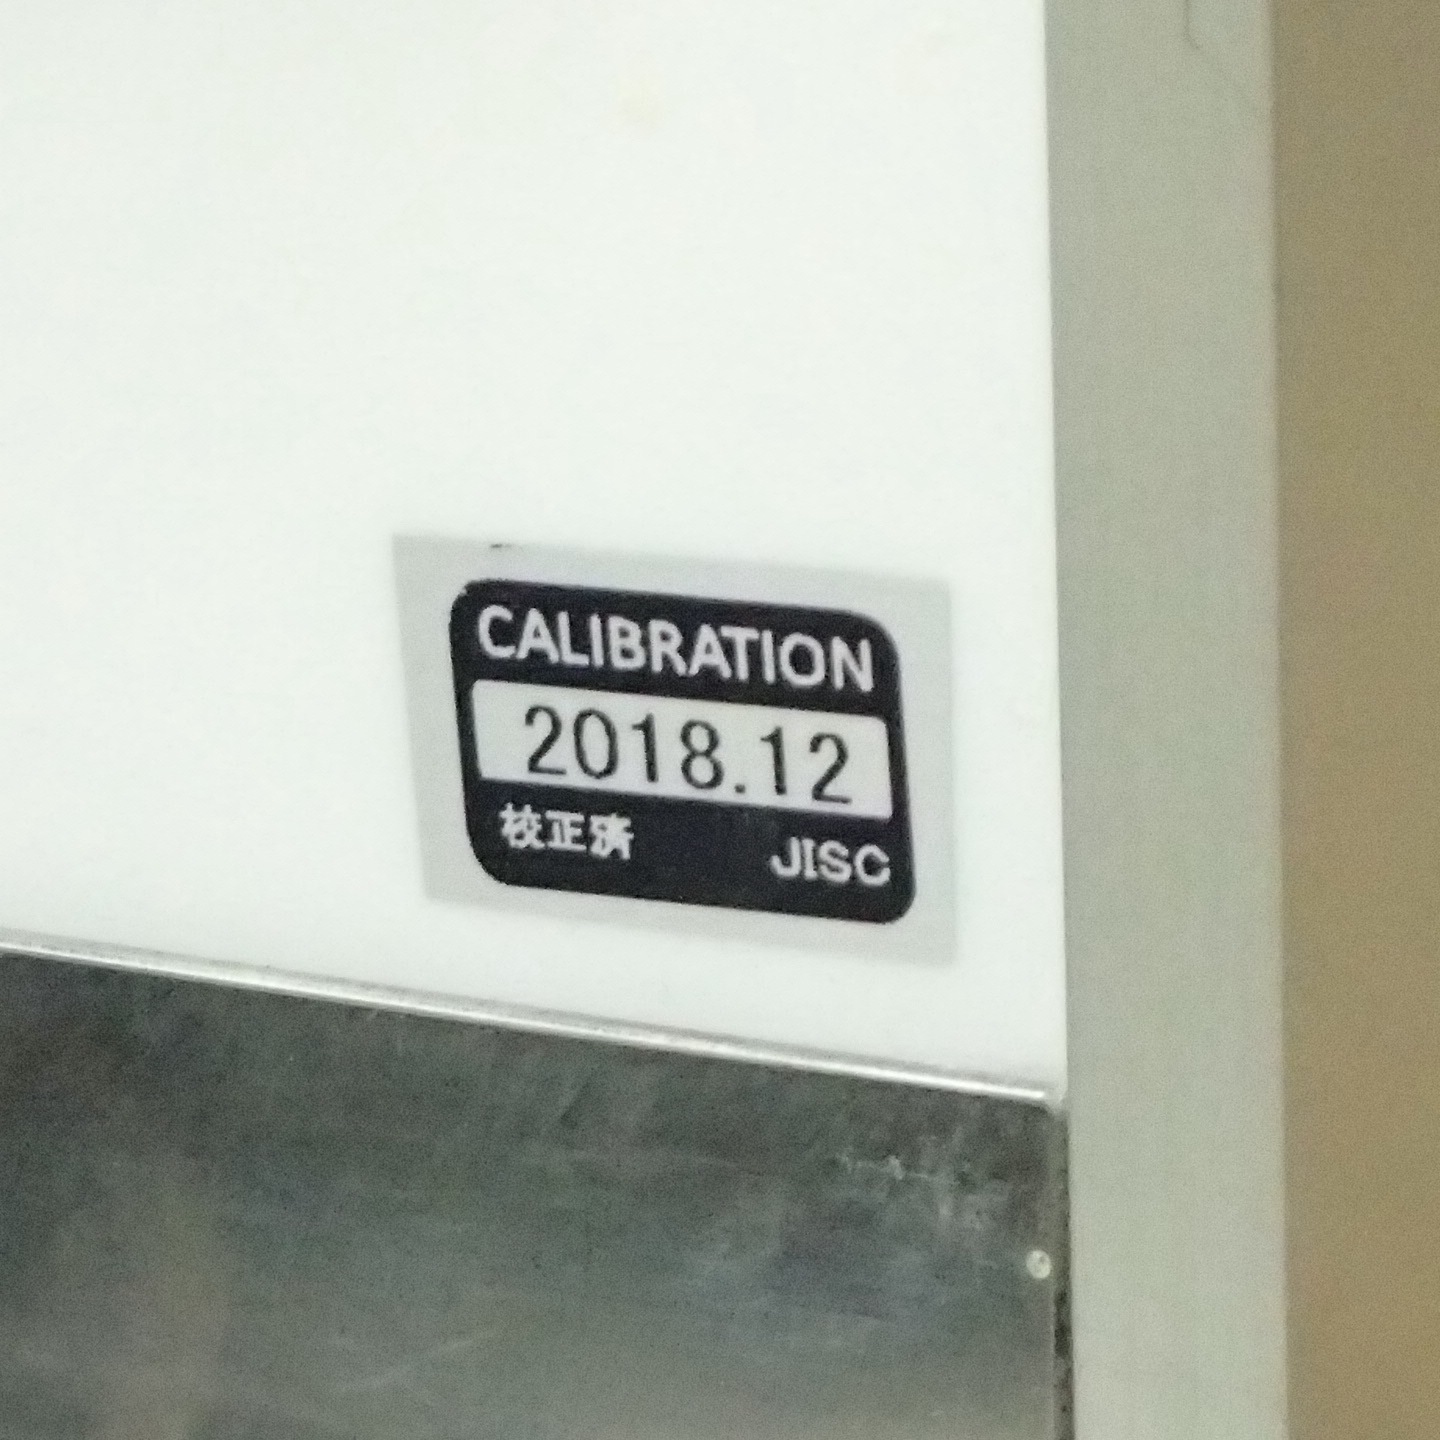 CALIBRATION
2018.12
校正済 JISC